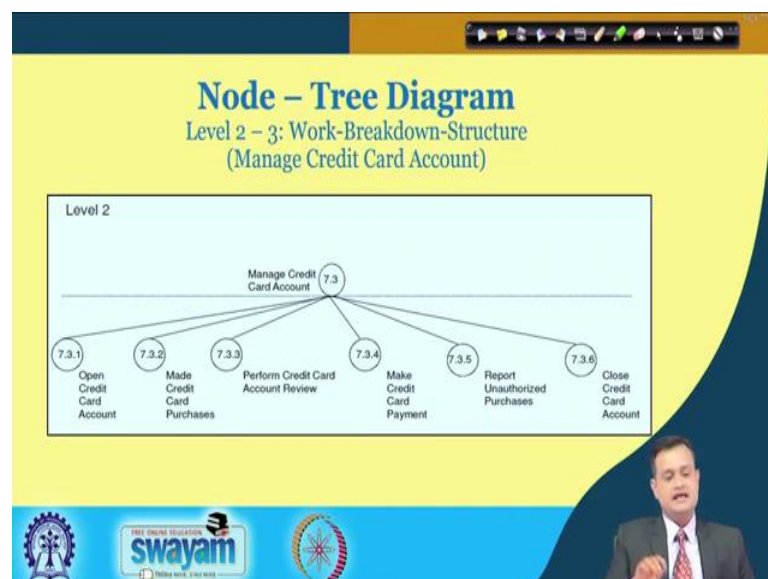 Node – Tree Diagram
Level 2 – 3: Work-Breakdown-Structure
(Manage Credit Card Account)
Level 2
Manage Credit
Card Account
7.3
7.3.1
Open
Credit
Card
Account
7.3.2
Made
Credit
Card
Purchases
7.3.3
Perform Credit Card
Account Review
7.3.4
Make
Credit
Card
Payment
7.3.5
Report
Unauthorized
Purchases
7.3.6
Close
Credit
Card
Account
FREE ONLINE EDUCATION
swayam